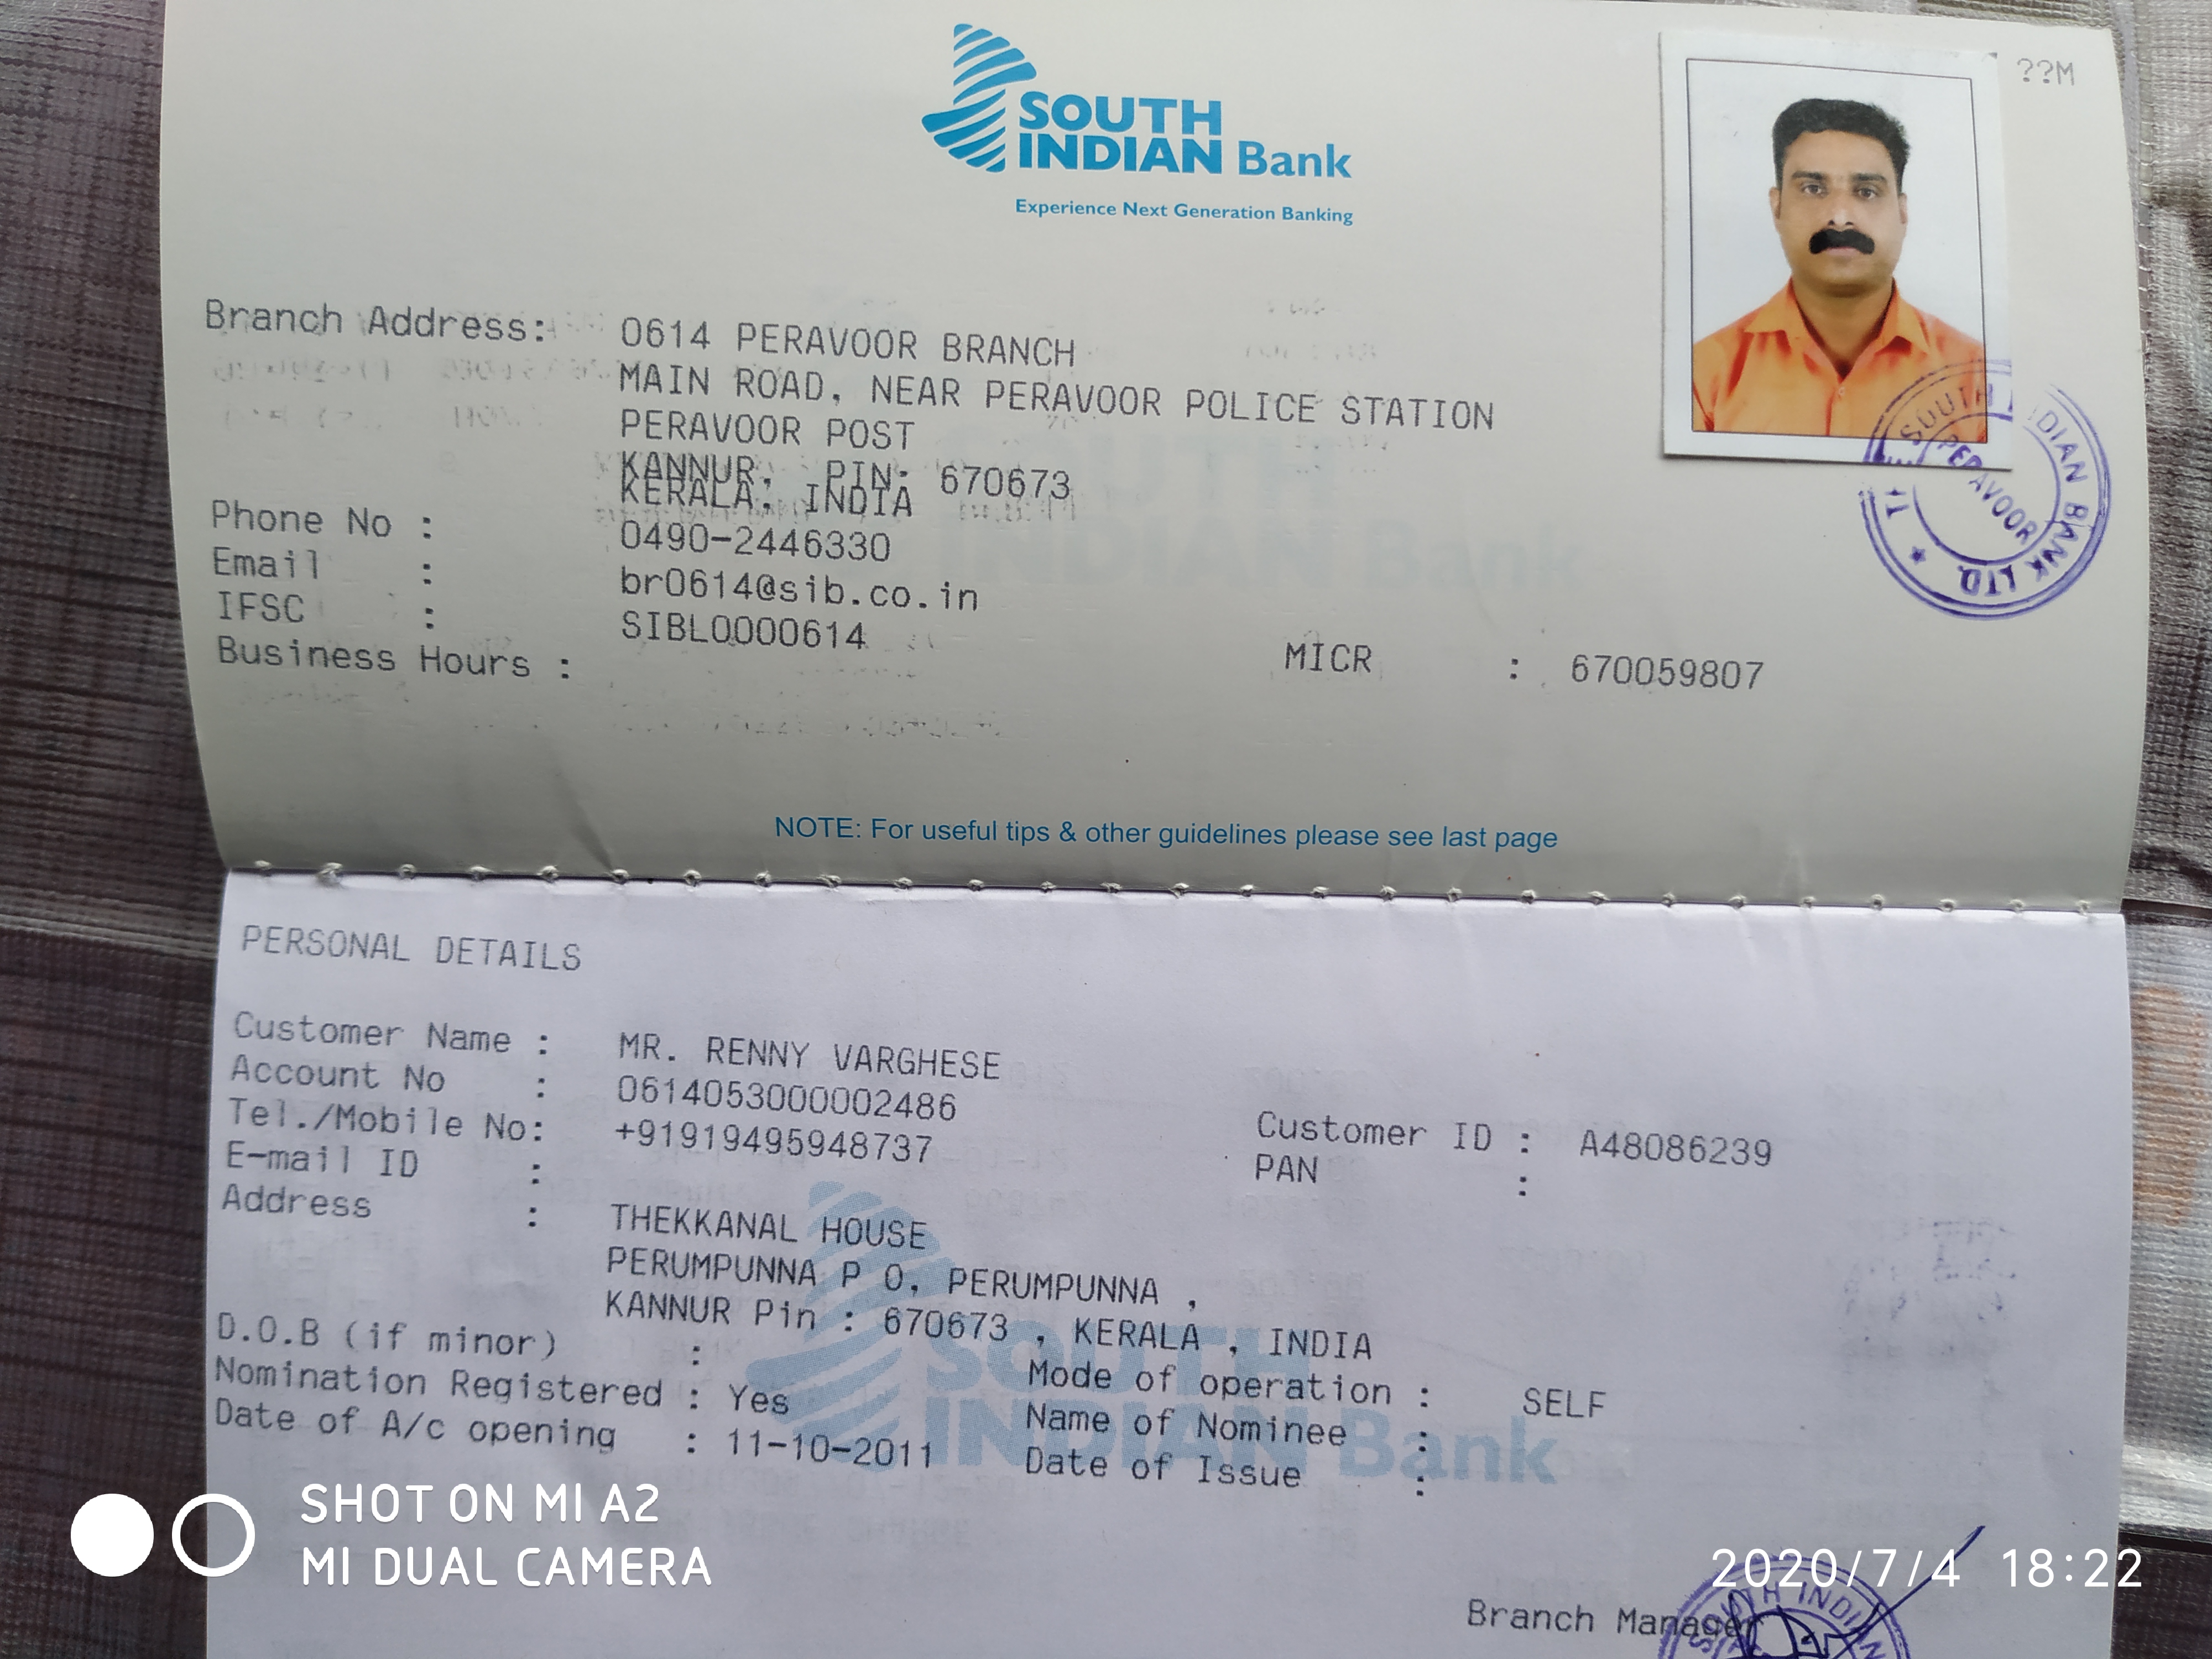 SOUTH
INDIAN Bank
Experience Next Generation Banking
??M
Branch Address: 0614 PERAVOOR BRANCH
MAIN ROAD, NEAR PERAVOOR POLICE STATION
PERAVOOR POST
KANNUR, PIN: 670673
KERALA, INDIA
Phone No : 0490-2446330
Email : br0614@sib.co.in
IFSC : SIBL0000614
Business Hours :
MICR : 670059807
SOUTH INDIAN BANK LTD.
PERAVOOR
NOTE: For useful tips & other guidelines please see last page
PERSONAL DETAILS
Customer Name : MR. RENNY VARGHESE
Account No : 0614053000002486
Tel./Mobile No: +91919495948737 Customer ID : A48086239
E-mail ID : PAN :
Address : THEKKANAL HOUSE
PERUMPUNNA P O, PERUMPUNNA ,
KANNUR Pin : 670673 , KERALA , INDIA
D.O.B (if minor) : Mode of operation : SELF
Nomination Registered : Yes Name of Nominee :
Date of A/c opening : 11-10-2011 Date of Issue :
SOUTH
INDIAN Bank
Branch Manager
SOUTH INDIAN
SHOT ON MI A2
MI DUAL CAMERA
2020/7/4 18:22